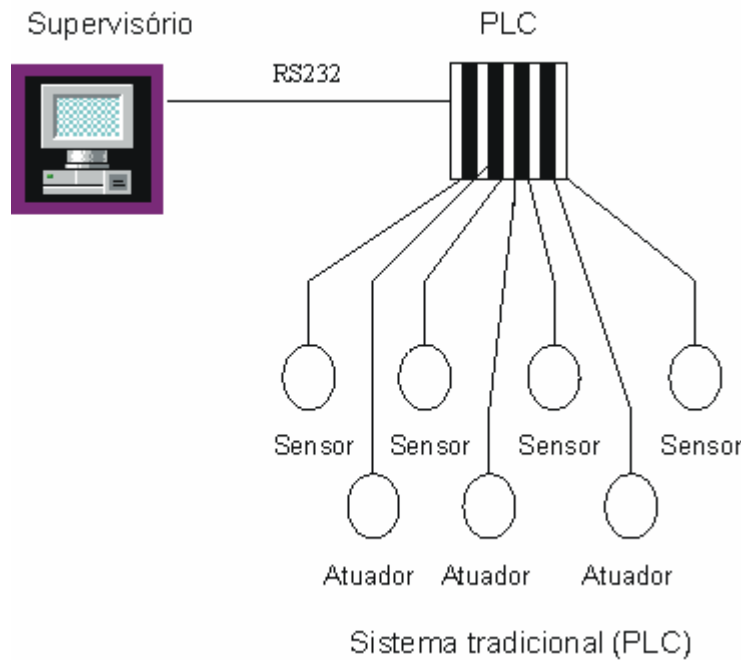 Supervisório PLC
RS232
Sensor Sensor Sensor Sensor
Atuador Atuador Atuador
Sistema tradicional (PLC)